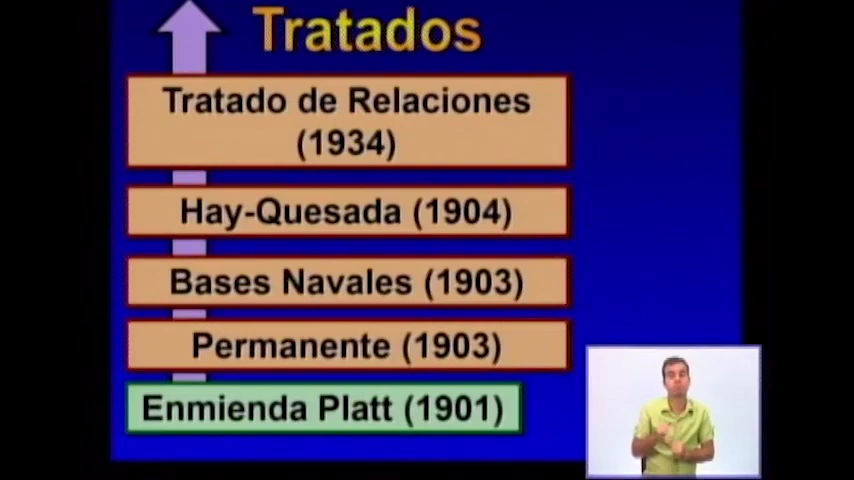 Tratados
Tratado de Relaciones
(1934)
Hay-Quesada (1904)
Bases Navales (1903)
Permanente (1903)
Enmienda Platt (1901)